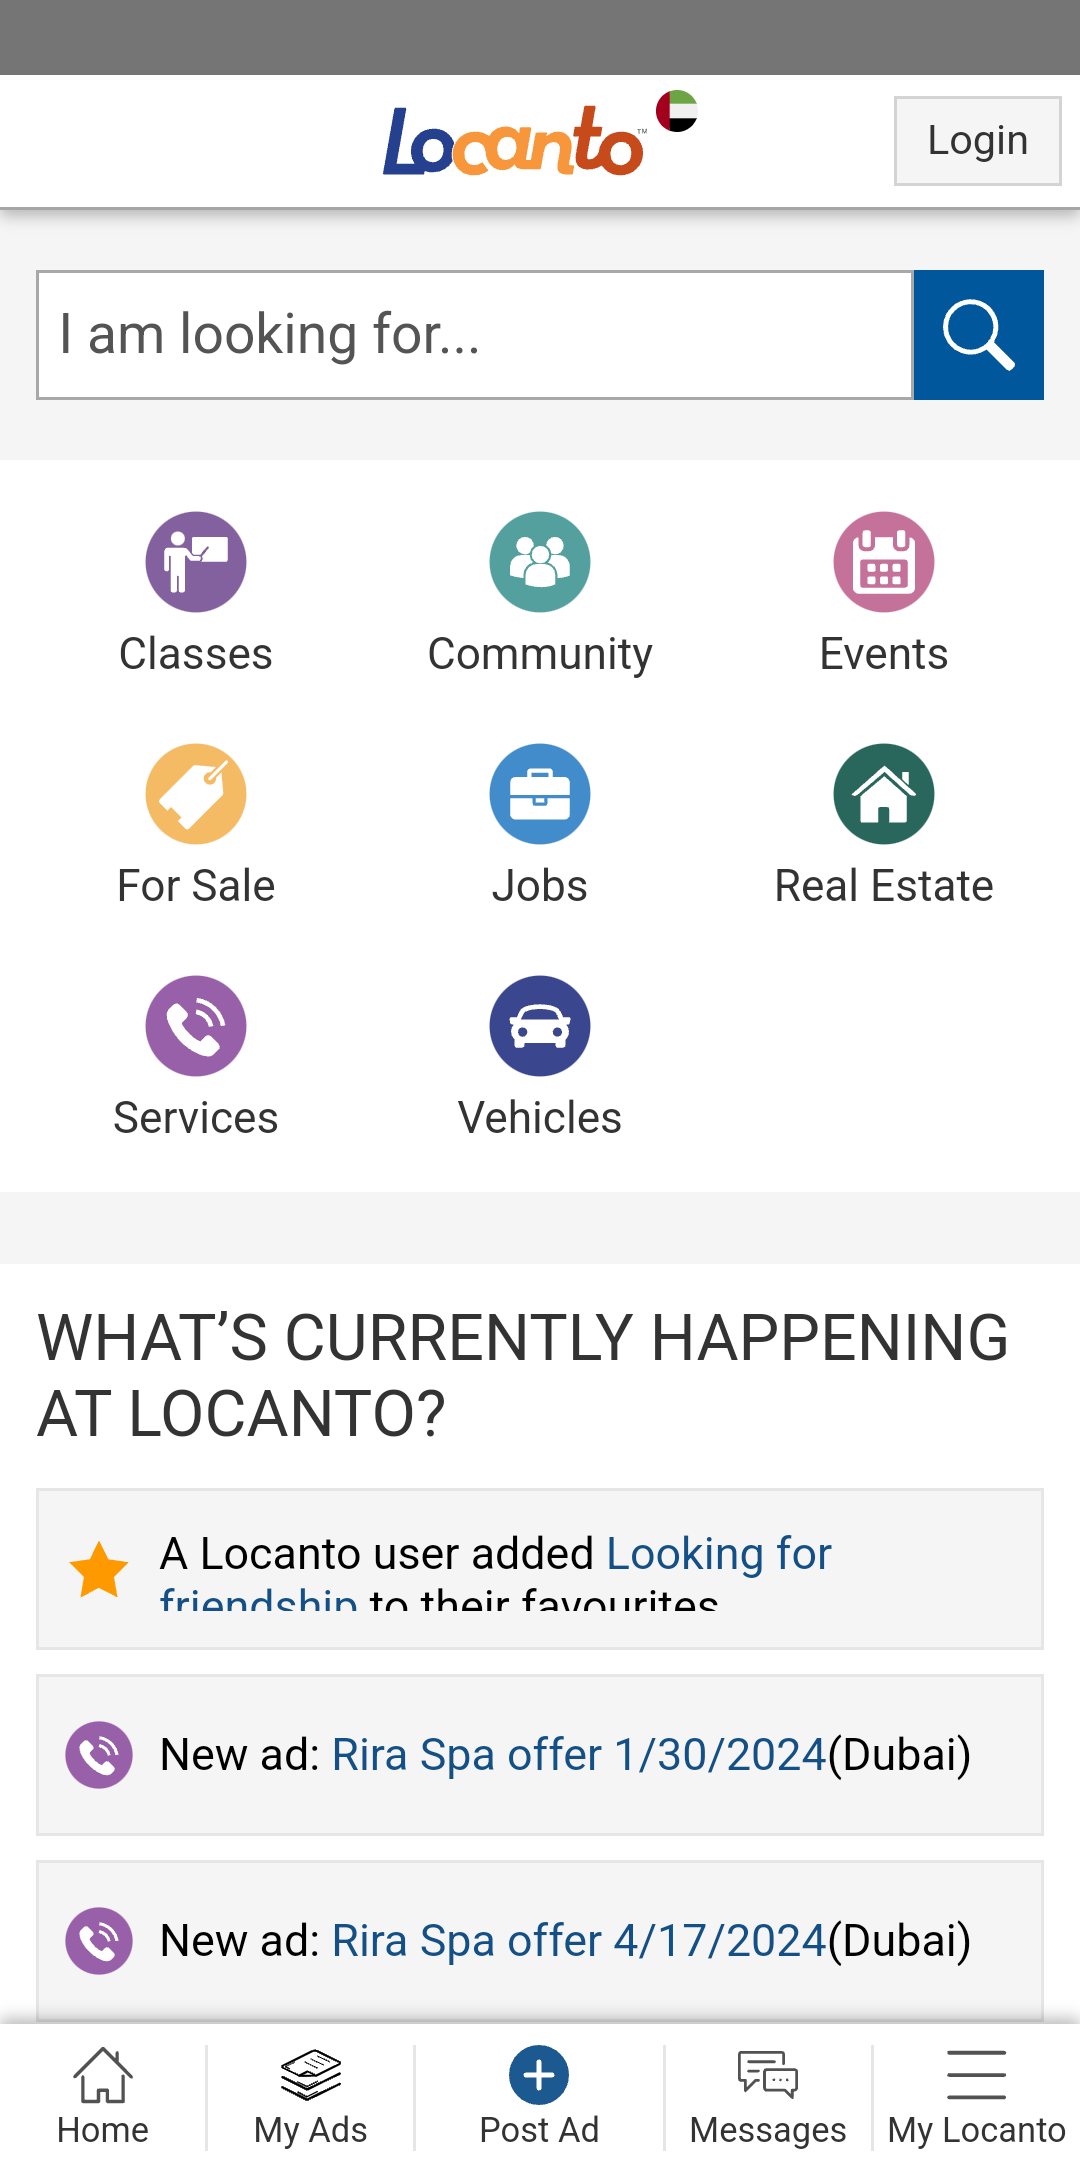 Locanto™
Login
I am looking for...
Classes
Community
Events
For Sale
Jobs
Real Estate
Services
Vehicles
WHAT’S CURRENTLY HAPPENING
AT LOCANTO?
A Locanto user added Looking for
friendship to their favourites
New ad: Rira Spa offer 1/30/2024(Dubai)
New ad: Rira Spa offer 4/17/2024(Dubai)
Home
My Ads
Post Ad
Messages
My Locanto